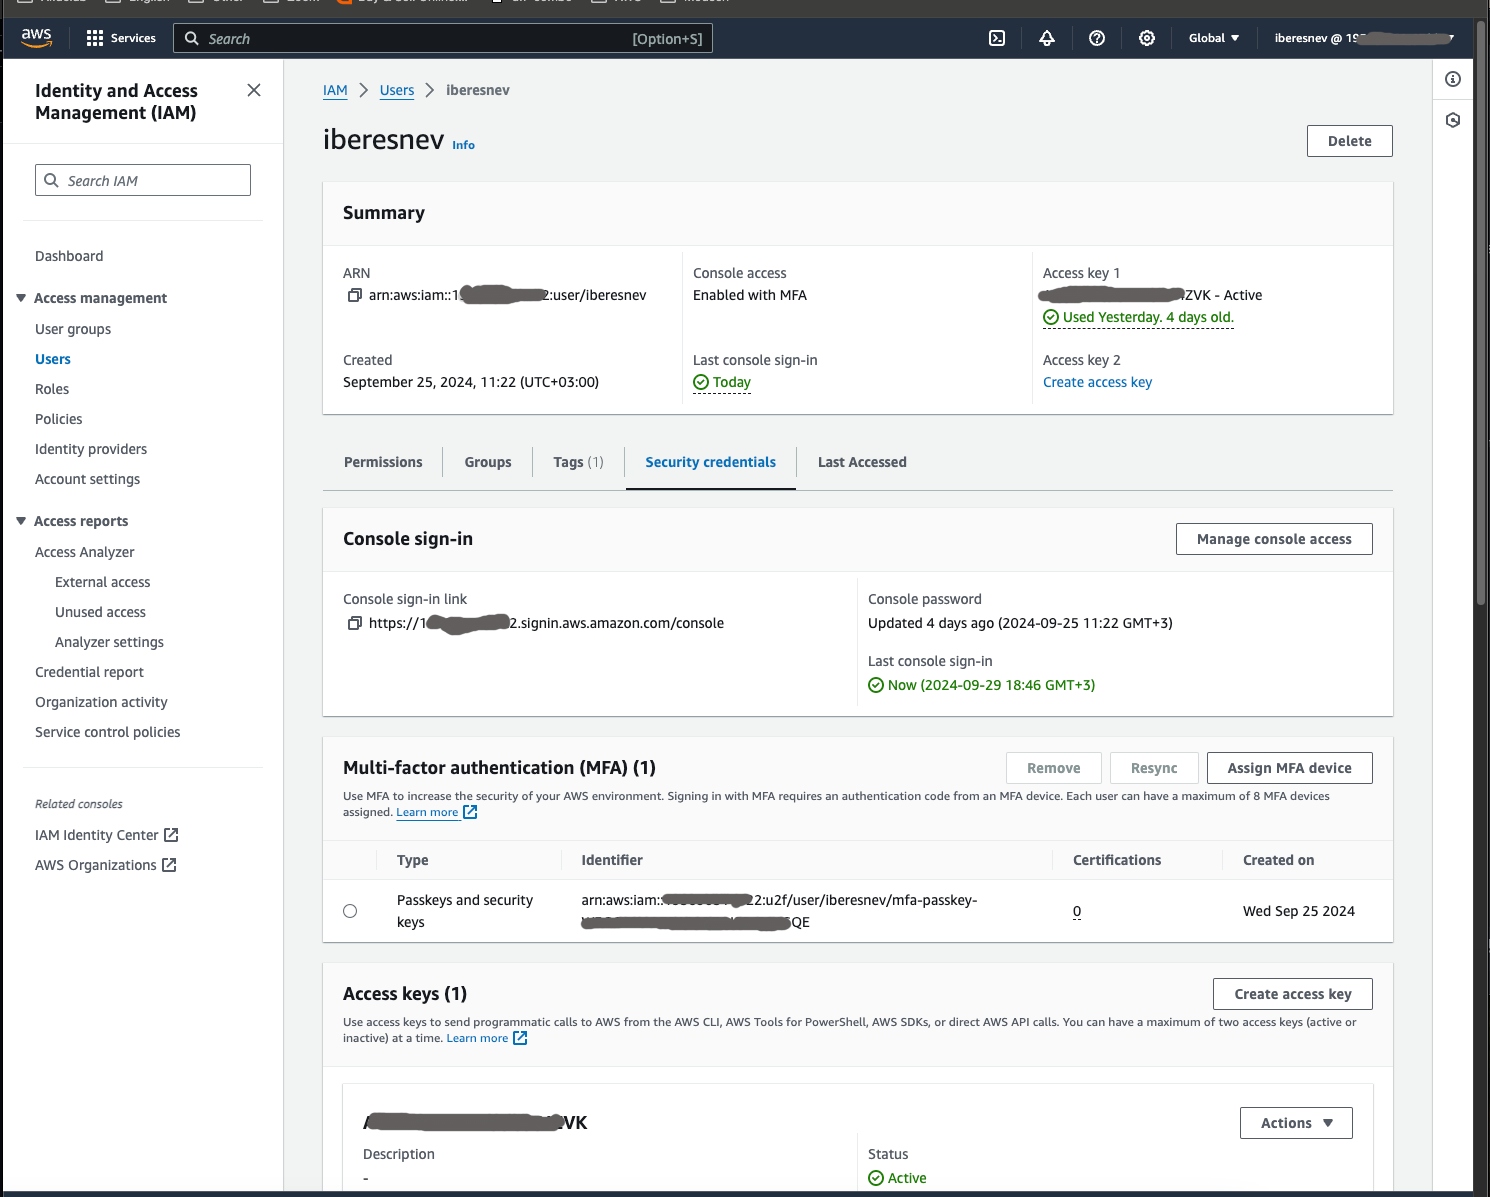 aws
Services
Search
[Option+S]
Global
iberesnev @ 19
Identity and Access
Management (IAM)
Search IAM
Dashboard
Access management
User groups
Users
Roles
Policies
Identity providers
Account settings
Access reports
Access Analyzer
External access
Unused access
Analyzer settings
Credential report
Organization activity
Service control policies
Related consoles
IAM Identity Center
AWS Organizations
IAM > Users > iberesnev
iberesnev Info
Delete
Summary
ARN
arn:aws:iam::1 2:user/iberesnev
Console access
Enabled with MFA
Access key 1
ZVK - Active
Used Yesterday. 4 days old.
Created
September 25, 2024, 11:22 (UTC+03:00)
Last console sign-in
Today
Access key 2
Create access key
Permissions
Groups
Tags (1)
Security credentials
Last Accessed
Console sign-in
Manage console access
Console sign-in link
https://1 2.signin.aws.amazon.com/console
Console password
Updated 4 days ago (2024-09-25 11:22 GMT+3)
Last console sign-in
Now (2024-09-29 18:46 GMT+3)
Multi-factor authentication (MFA) (1)
Remove
Resync
Assign MFA device
Use MFA to increase the security of your AWS environment. Signing in with MFA requires an authentication code from an MFA device. Each user can have a maximum of 8 MFA devices
assigned. Learn more
Type
Identifier
Certifications
Created on
Passkeys and security
keys
arn:aws:iam:: 22:u2f/user/iberesnev/mfa-passkey-
QE
0
Wed Sep 25 2024
Access keys (1)
Create access key
Use access keys to send programmatic calls to AWS from the AWS CLI, AWS Tools for PowerShell, AWS SDKs, or direct AWS API calls. You can have a maximum of two access keys (active or
inactive) at a time. Learn more
VK
Actions
Description
-
Status
Active